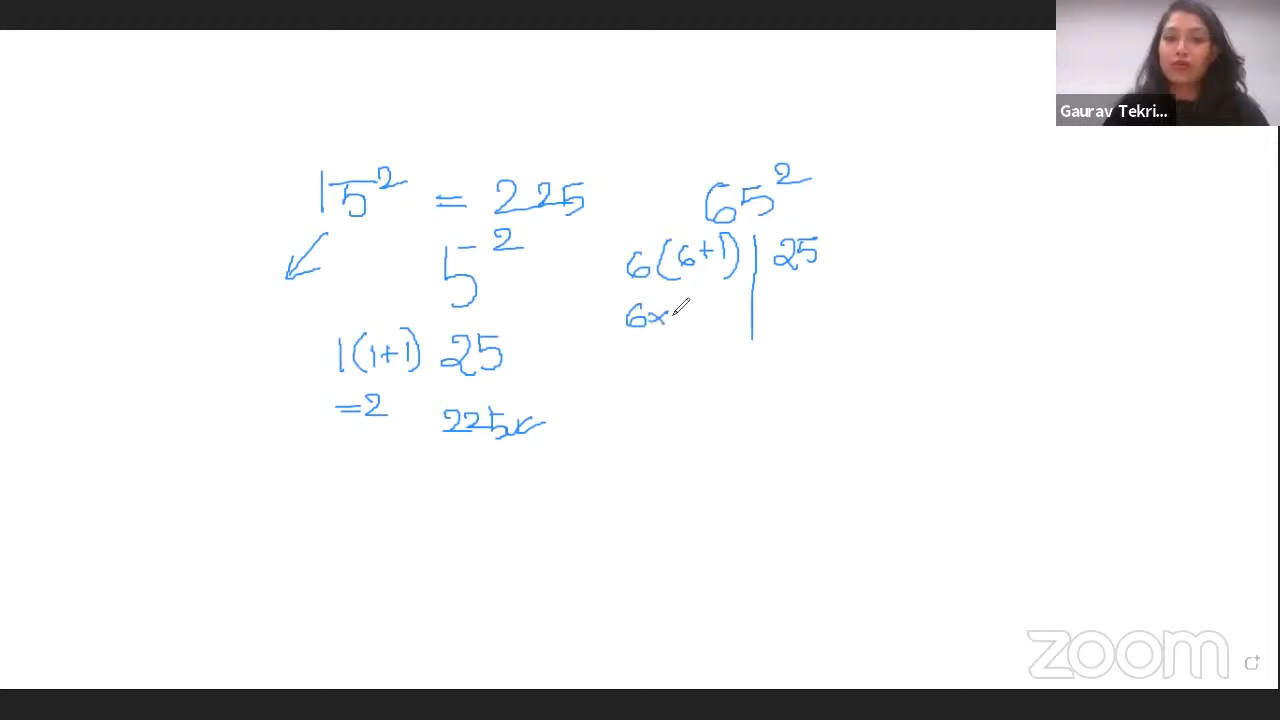 Gaurav Tekri...
15² = 225
5²
1(1+1) 25
=2 225
65²
6(6+1) | 25
6×
zoom